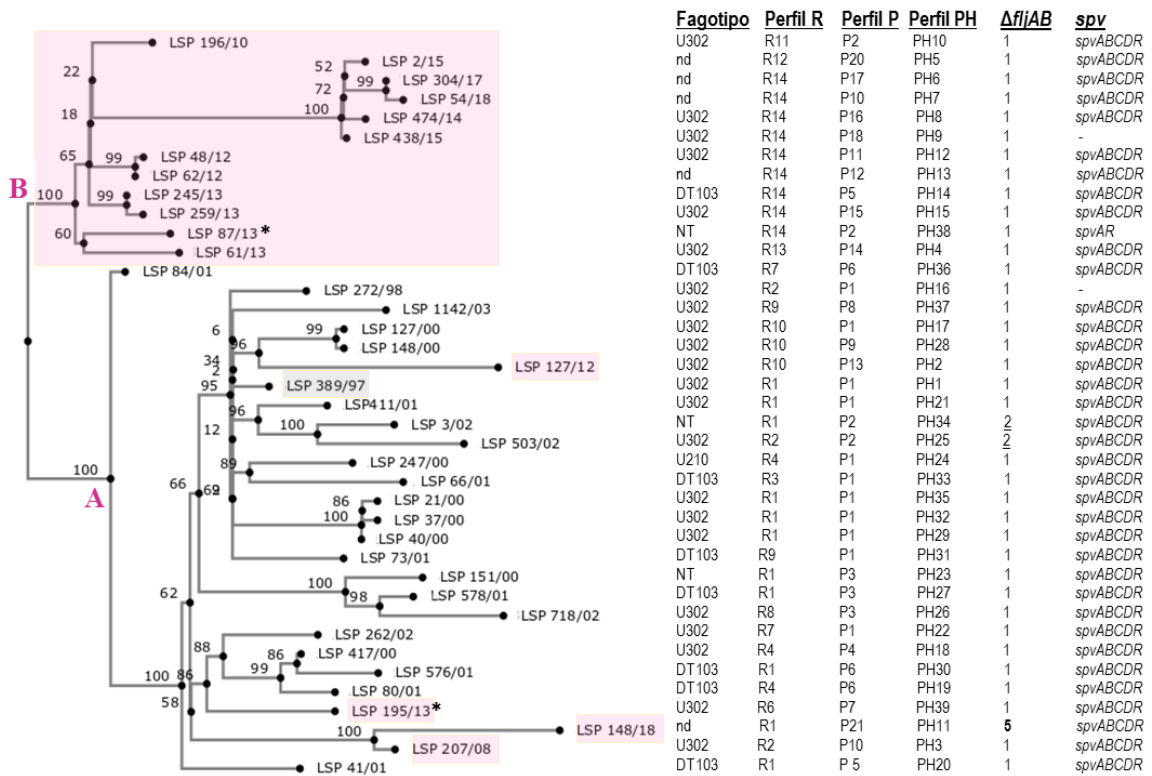 Fagotipo Perfil R Perfil P Perfil PH ΔfljAB spv
LSP 196/10 U302 R11 P2 PH10 1 spvABCDR
22 52 LSP 2/15 nd R12 P20 PH5 1 spvABCDR
72 99 LSP 304/17 nd R14 P17 PH6 1 spvABCDR
LSP 54/18 nd R14 P10 PH7 1 spvABCDR
18 100 LSP 474/14 U302 R14 P16 PH8 1 spvABCDR
LSP 438/15 U302 R14 P18 PH9 1 -
65 99 LSP 48/12 U302 R14 P11 PH12 1 spvABCDR
LSP 62/12 nd R14 P12 PH13 1 spvABCDR
B 100 99 LSP 245/13 DT103 R14 P5 PH14 1 spvABCDR
LSP 259/13 U302 R14 P15 PH15 1 spvABCDR
60 LSP 87/13* NT R14 P2 PH38 1 spvAR
LSP 61/13 U302 R13 P14 PH4 1 spvABCDR
LSP 84/01 DT103 R7 P6 PH36 1 spvABCDR
LSP 272/98 U302 R2 P1 PH16 1 -
LSP 1142/03 U302 R9 P8 PH37 1 spvABCDR
6 99 LSP 127/00 U302 R10 P1 PH17 1 spvABCDR
96 LSP 148/00 U302 R10 P9 PH28 1 spvABCDR
34 2 LSP 127/12 U302 R10 P13 PH2 1 spvABCDR
95 LSP 389/97 U302 R1 P1 PH1 1 spvABCDR
96 LSP411/01 U302 R1 P1 PH21 1 spvABCDR
12 100 LSP 3/02 NT R1 P2 PH34 2 spvABCDR
LSP 503/02 U302 R2 P2 PH25 2 spvABCDR
100 89 LSP 247/00 U210 R4 P1 PH24 1 spvABCDR
66 LSP 66/01 DT103 R3 P1 PH33 1 spvABCDR
A 86 LSP 21/00 U302 R1 P1 PH35 1 spvABCDR
100 LSP 37/00 U302 R1 P1 PH32 1 spvABCDR
LSP 40/00 U302 R1 P1 PH29 1 spvABCDR
LSP 73/01 DT103 R9 P1 PH31 1 spvABCDR
100 LSP 151/00 NT R1 P3 PH23 1 spvABCDR
62 98 LSP 578/01 DT103 R1 P3 PH27 1 spvABCDR
LSP 718/02 U302 R8 P3 PH26 1 spvABCDR
LSP 262/02 U302 R7 P1 PH22 1 spvABCDR
88 86 LSP 417/00 U302 R4 P4 PH18 1 spvABCDR
100 86 99 LSP 576/01 DT103 R1 P6 PH30 1 spvABCDR
LSP 80/01 DT103 R4 P6 PH19 1 spvABCDR
58 LSP 195/13* U302 R6 P7 PH39 1 spvABCDR
100 LSP 148/18 nd R1 P21 PH11 5 spvABCDR
LSP 207/08 U302 R2 P10 PH3 1 spvABCDR
LSP 41/01 DT103 R1 P 5 PH20 1 spvABCDR